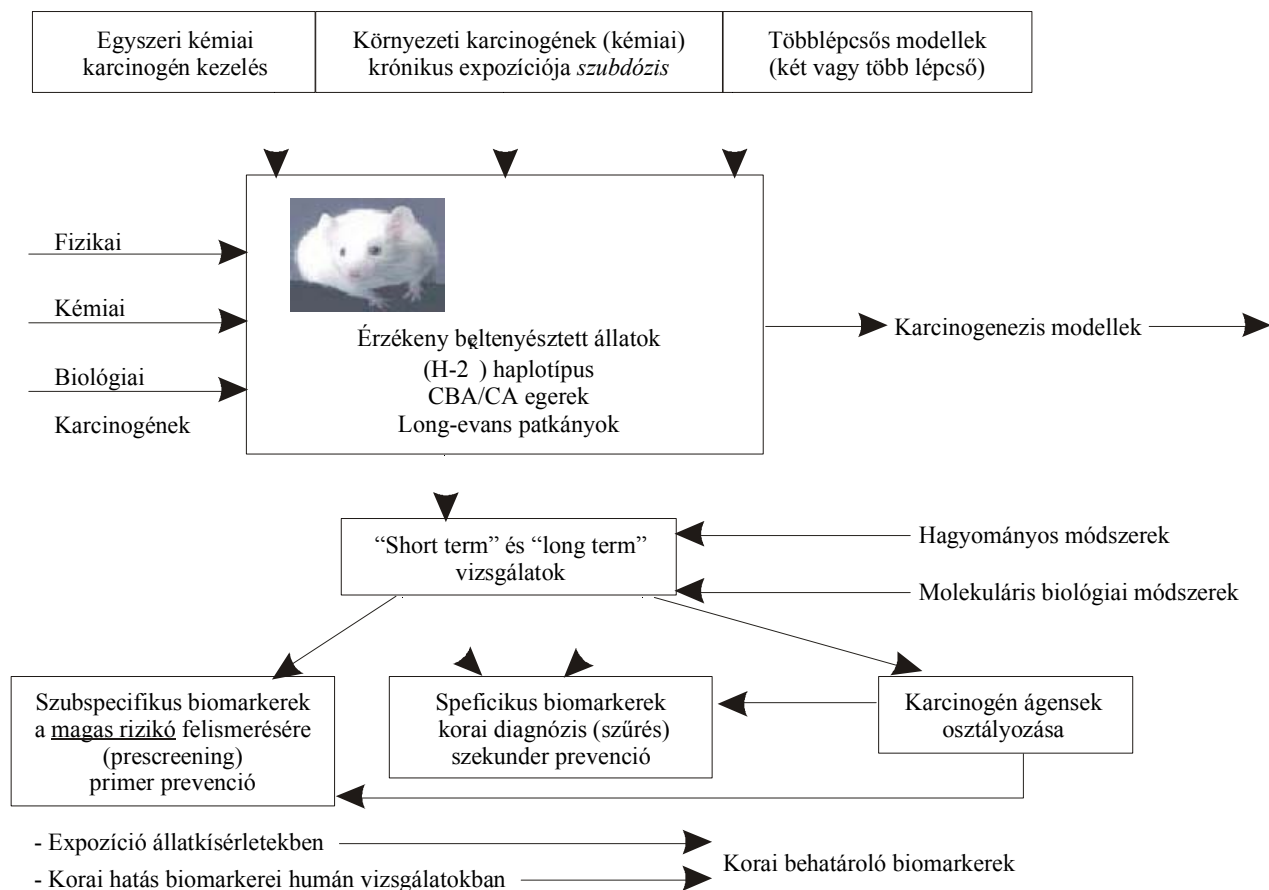 Egyszeri kémiai
karcinogén kezelés
Környezeti karcinogének (kémiai)
krónikus expozíciója szubdózis
Többlépcsős modellek
(két vagy több lépcső)
Fizikai
Kémiai
Biológiai
Karcinogének
Érzékeny beltenyésztett állatok
(H-2κ) haplotípus
CBA/CA egerek
Long-evans patkányok
Karcinogenezis modellek
“Short term” és “long term”
vizsgálatok
Hagyományos módszerek
Molekuláris biológiai módszerek
Szubspecifikus biomarkerek
a magas rizikó felismerésére
(prescreening)
primer prevenció
Speficikus biomarkerek
korai diagnózis (szűrés)
szekunder prevenció
Karcinogén ágensek
osztályozása
- Expozíció állatkísérletekben
- Korai hatás biomarkerei humán vizsgálatokban
Korai behatároló biomarkerek